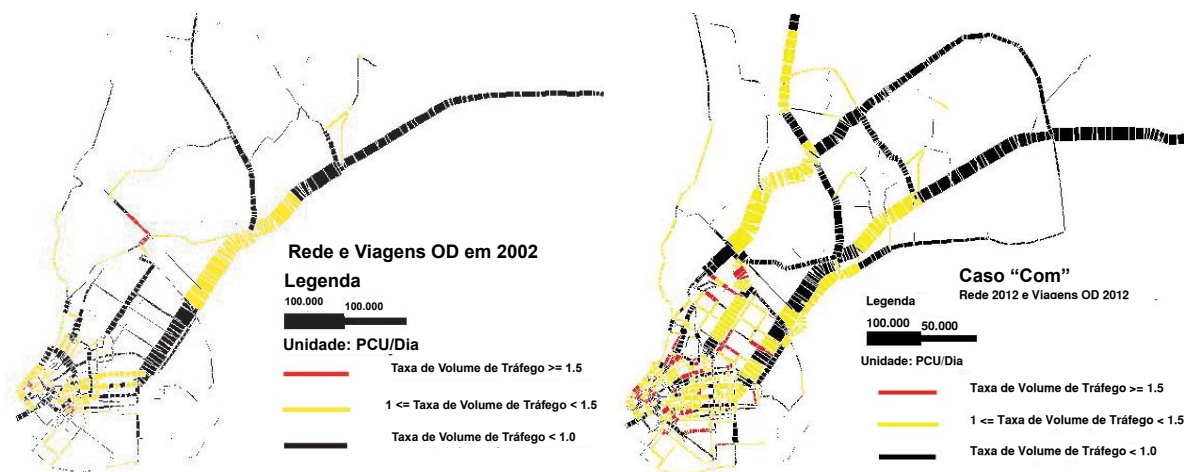 Rede e Viagens OD em 2002
Legenda
100.000 100.000
Unidade: PCU/Dia
Taxa de Volume de Tráfego >= 1.5
1 <= Taxa de Volume de Tráfego < 1.5
Taxa de Volume de Tráfego < 1.0
Caso “Com”
Rede 2012 e Viagens OD 2012
Legenda
100.000 50.000
Unidade: PCU/Dia
Taxa de Volume de Tráfego >= 1.5
1 <= Taxa de Volume de Tráfego < 1.5
Taxa de Volume de Tráfego < 1.0